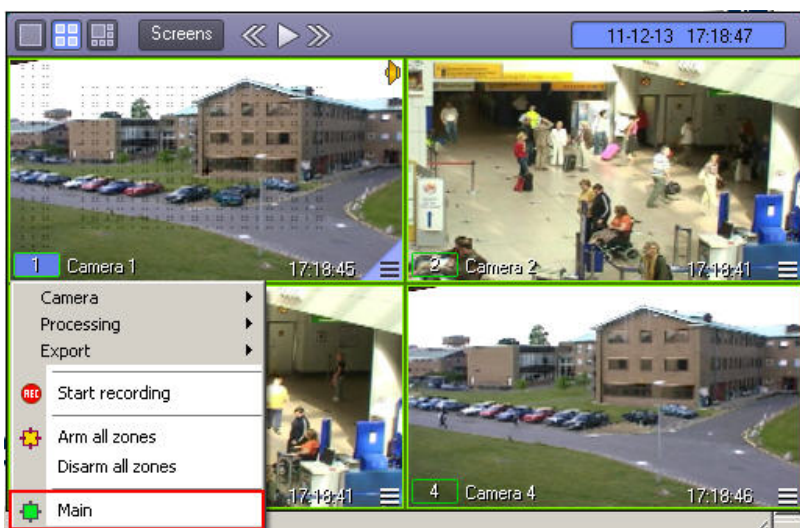 Screens
11-12-13 17:18:47
1 Camera 1 17:18:45
2 Camera 2 17:18:41
Camera
Processing
Export
REC Start recording
Arm all zones
Disarm all zones
Main
17:18:41
4 Camera 4 17:18:46